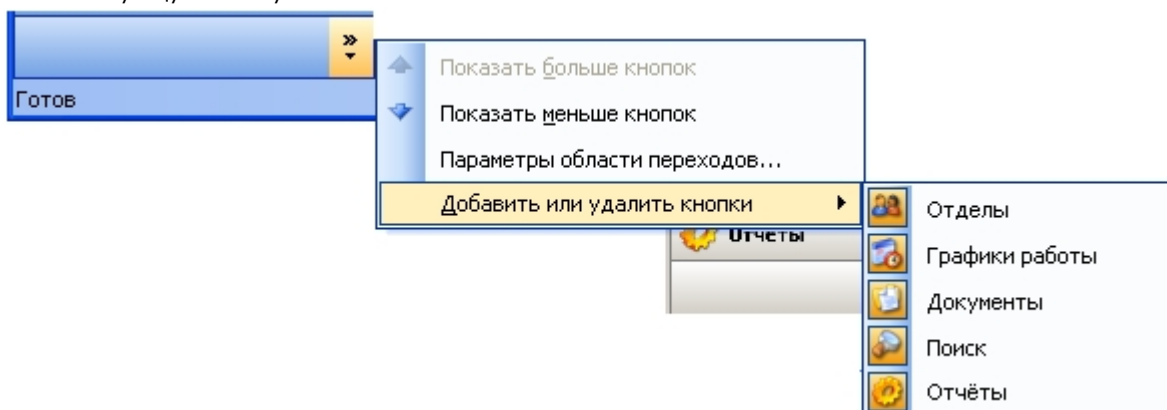 Готов
Показать больше кнопок
Показать меньше кнопок
Параметры области переходов...
Добавить или удалить кнопки
Отчёты
Отделы
Графики работы
Документы
Поиск
Отчёты